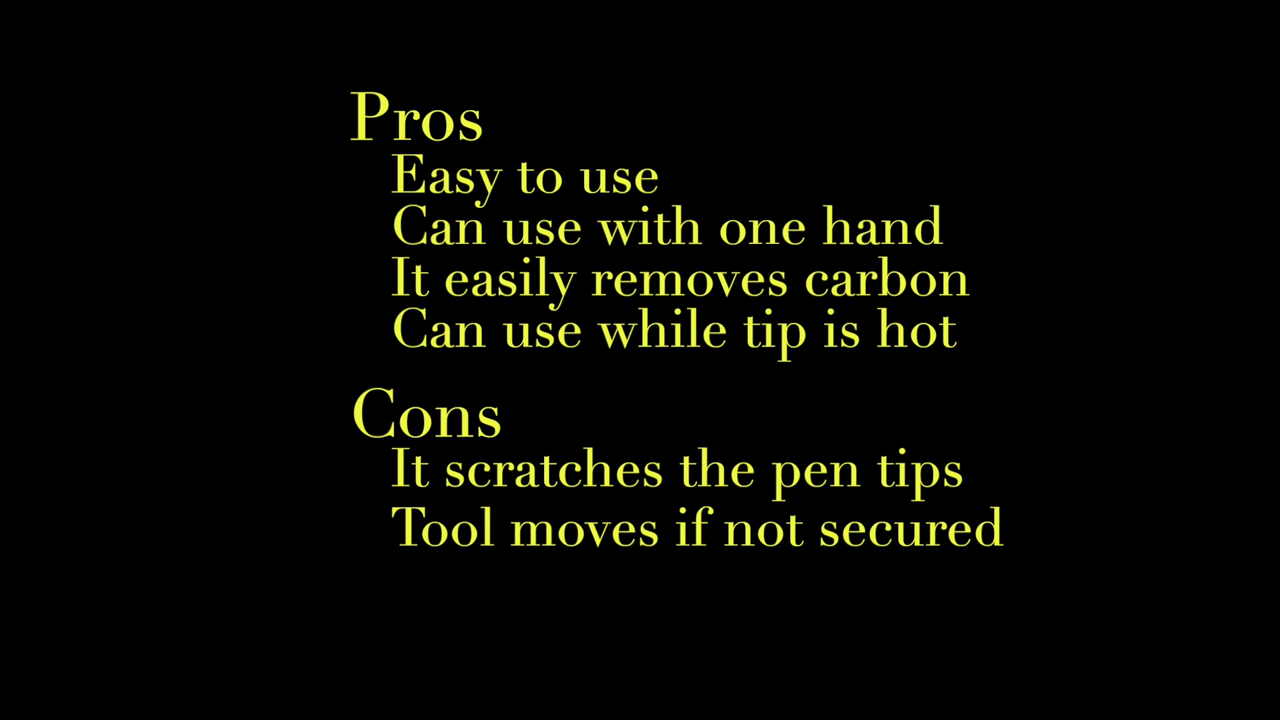 Pros
Easy to use
Can use with one hand
It easily removes carbon
Can use while tip is hot
Cons
It scratches the pen tips
Tool moves if not secured